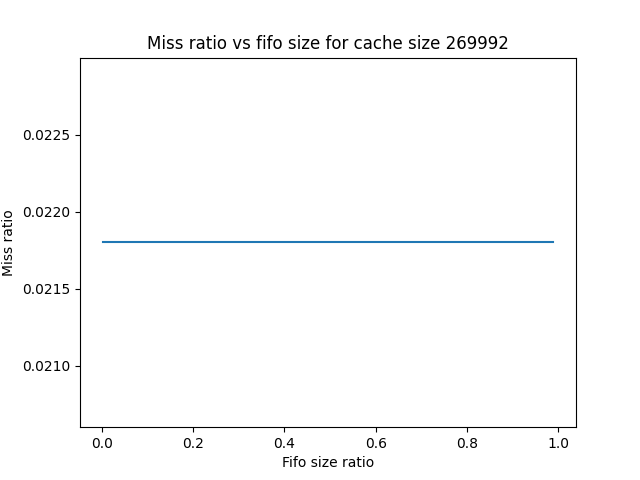 Miss ratio vs fifo size for cache size 269992
0.0225
0.0220
0.0215
0.0210
Miss ratio
0.0 0.2 0.4 0.6 0.8 1.0
Fifo size ratio